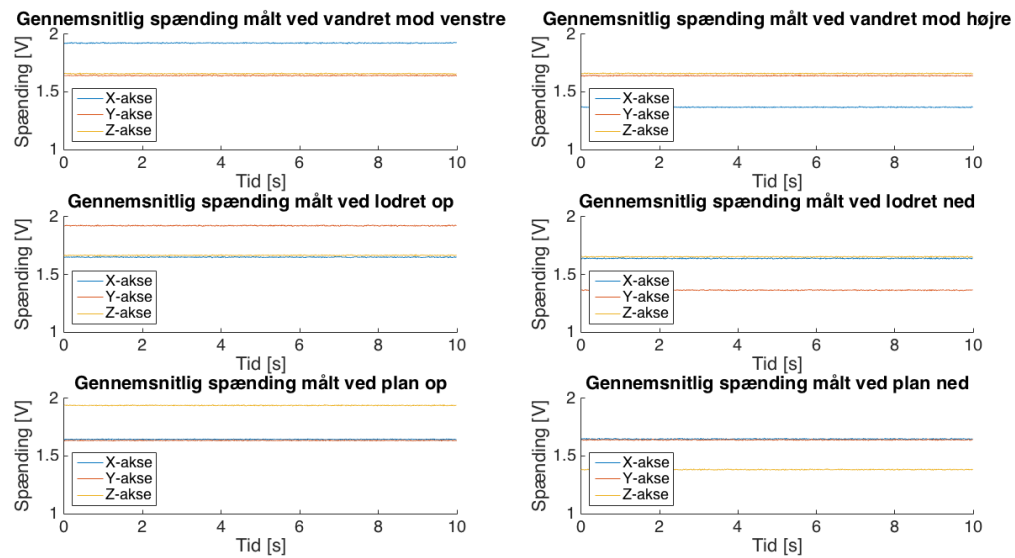 Gennemsnitlig spænding målt ved vandret mod venstre
Spænding [V]
2
1.5
1
X-akse
Y-akse
Z-akse
0 2 4 6 8 10
Tid [s]
Gennemsnitlig spænding målt ved vandret mod højre
Spænding [V]
2
1.5
1
X-akse
Y-akse
Z-akse
0 2 4 6 8 10
Tid [s]
Gennemsnitlig spænding målt ved lodret op
Spænding [V]
2
1.5
1
X-akse
Y-akse
Z-akse
0 2 4 6 8 10
Tid [s]
Gennemsnitlig spænding målt ved lodret ned
Spænding [V]
2
1.5
1
X-akse
Y-akse
Z-akse
0 2 4 6 8 10
Tid [s]
Gennemsnitlig spænding målt ved plan op
Spænding [V]
2
1.5
1
X-akse
Y-akse
Z-akse
0 2 4 6 8 10
Tid [s]
Gennemsnitlig spænding målt ved plan ned
Spænding [V]
2
1.5
1
X-akse
Y-akse
Z-akse
0 2 4 6 8 10
Tid [s]